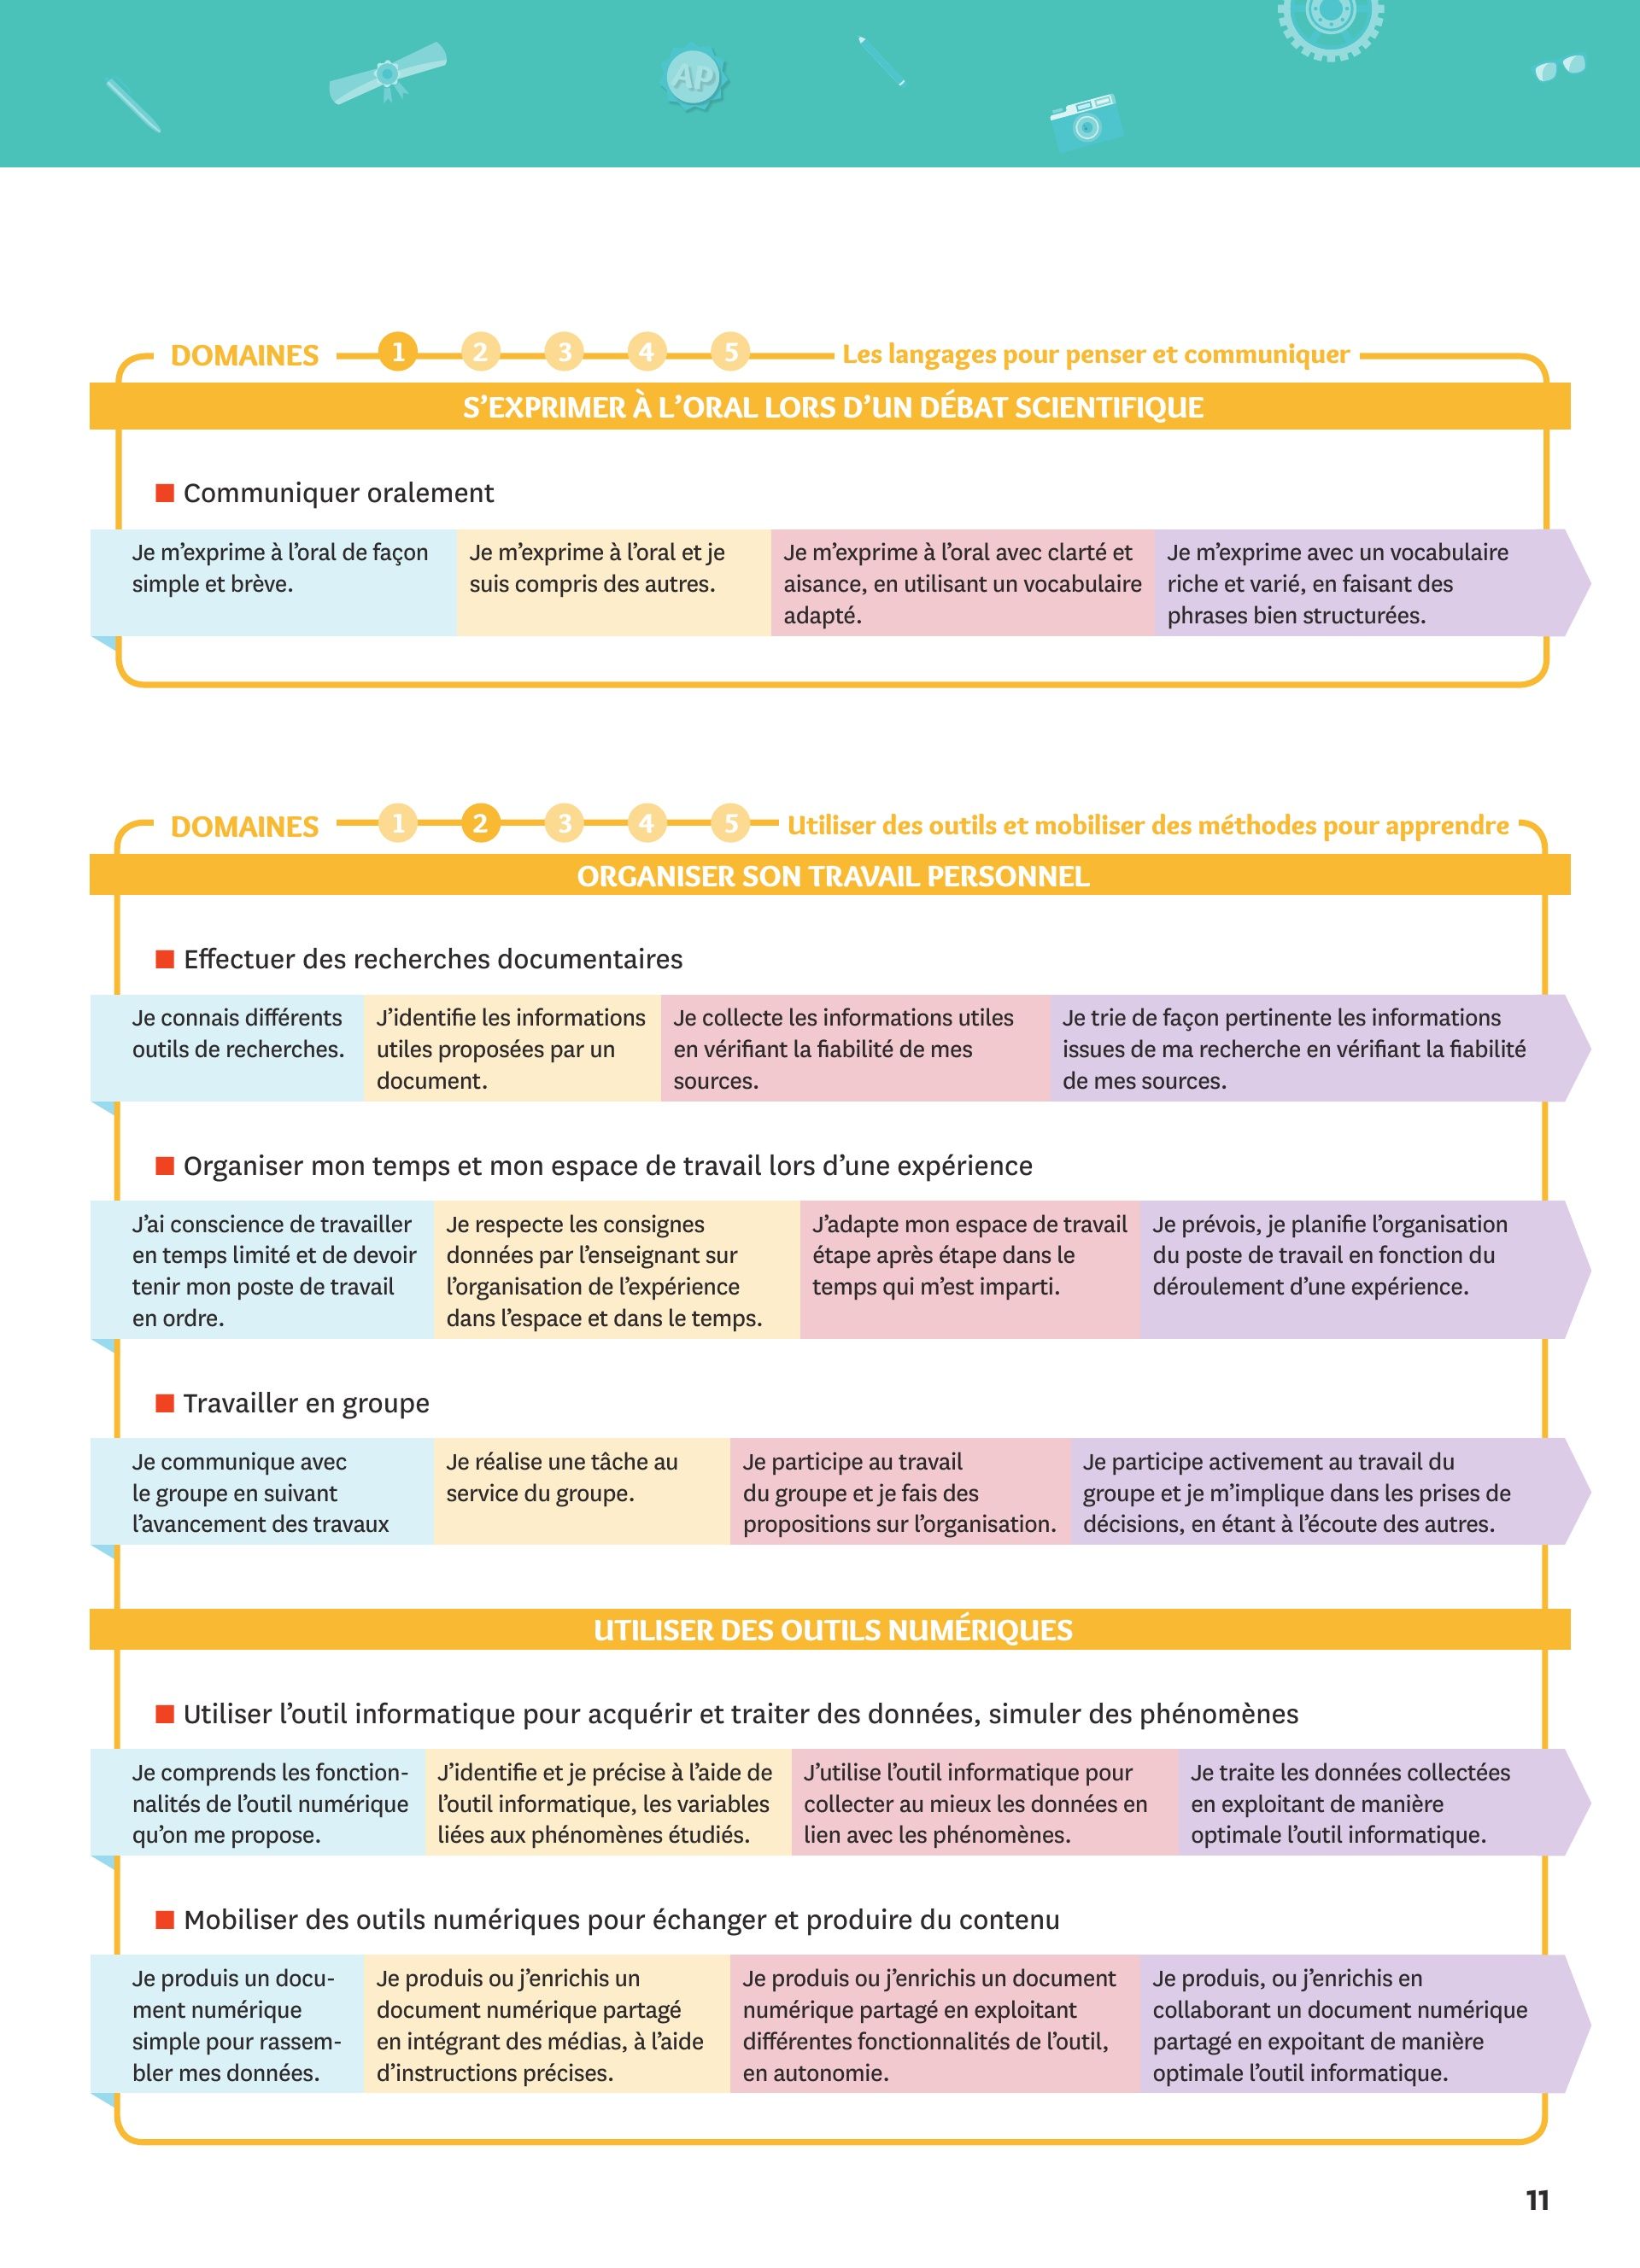 AP
DOMAINES 1 2 3 4 5 Les langages pour penser et communiquer
S’EXPRIMER À L’ORAL LORS D’UN DÉBAT SCIENTIFIQUE
Communiquer oralement
Je m’exprime à l’oral de façon
simple et brève.
Je m’exprime à l’oral et je
suis compris des autres.
Je m’exprime à l’oral avec clarté et
aisance, en utilisant un vocabulaire
adapté.
Je m’exprime avec un vocabulaire
riche et varié, en faisant des
phrases bien structurées.
DOMAINES 1 2 3 4 5 Utiliser des outils et mobiliser des méthodes pour apprendre
ORGANISER SON TRAVAIL PERSONNEL
Effectuer des recherches documentaires
Je connais différents
outils de recherches.
J’identifie les informations
utiles proposées par un
document.
Je collecte les informations utiles
en vérifiant la fiabilité de mes
sources.
Je trie de façon pertinente les informations
issues de ma recherche en vérifiant la fiabilité
de mes sources.
Organiser mon temps et mon espace de travail lors d’une expérience
J’ai conscience de travailler
en temps limité et de devoir
tenir mon poste de travail
en ordre.
Je respecte les consignes
données par l’enseignant sur
l’organisation de l’expérience
dans l’espace et dans le temps.
J’adapte mon espace de travail
étape après étape dans le
temps qui m’est imparti.
Je prévois, je planifie l’organisation
du poste de travail en fonction du
déroulement d’une expérience.
Travailler en groupe
Je communique avec
le groupe en suivant
l’avancement des travaux
Je réalise une tâche au
service du groupe.
Je participe au travail
du groupe et je fais des
propositions sur l’organisation.
Je participe activement au travail du
groupe et je m’implique dans les prises de
décisions, en étant à l’écoute des autres.
UTILISER DES OUTILS NUMÉRIQUES
Utiliser l’outil informatique pour acquérir et traiter des données, simuler des phénomènes
Je comprends les fonction-
nalités de l’outil numérique
qu’on me propose.
J’identifie et je précise à l’aide de
l’outil informatique, les variables
liées aux phénomènes étudiés.
J’utilise l’outil informatique pour
collecter au mieux les données en
lien avec les phénomènes.
Je traite les données collectées
en exploitant de manière
optimale l’outil informatique.
Mobiliser des outils numériques pour échanger et produire du contenu
Je produis un docu-
ment numérique
simple pour rassem-
bler mes données.
Je produis ou j’enrichis un
document numérique partagé
en intégrant des médias, à l’aide
d’instructions précises.
Je produis ou j’enrichis un document
numérique partagé en exploitant
différentes fonctionnalités de l’outil,
en autonomie.
Je produis, ou j’enrichis en
collaborant un document numérique
partagé en expoitant de manière
optimale l’outil informatique.
11